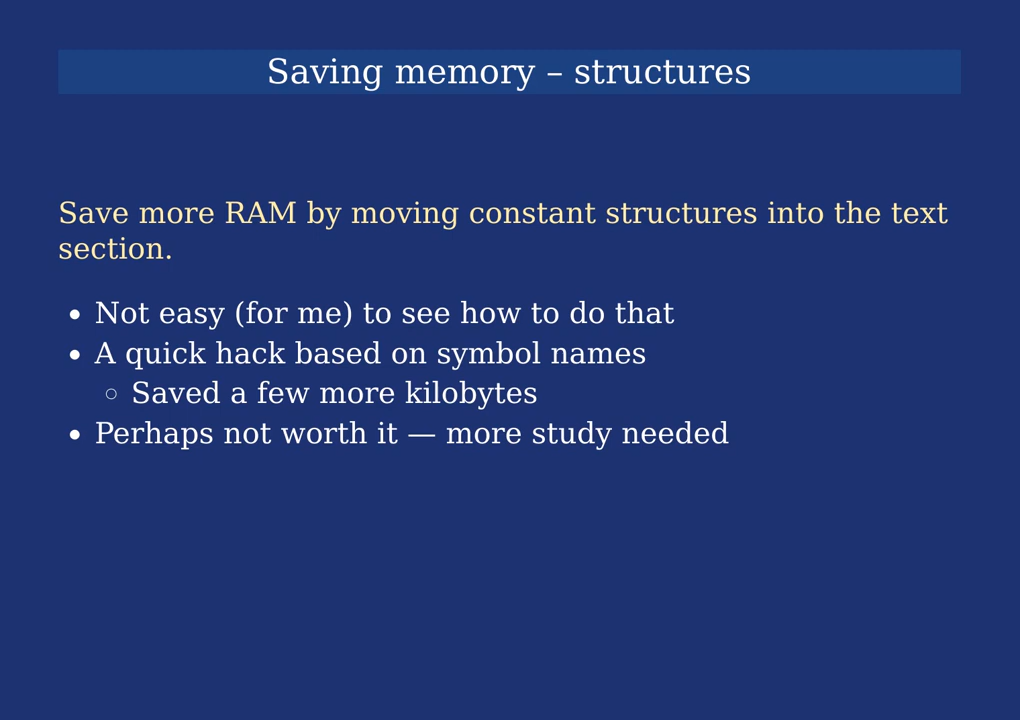 Saving memory – structures
Save more RAM by moving constant structures into the text
section.
• Not easy (for me) to see how to do that
• A quick hack based on symbol names
○ Saved a few more kilobytes
• Perhaps not worth it — more study needed